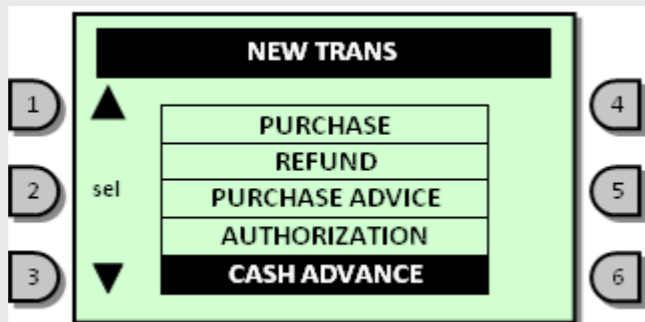 NEW TRANS
1
4
PURCHASE
REFUND
2
sel
PURCHASE ADVICE
5
AUTHORIZATION
3
CASH ADVANCE
6